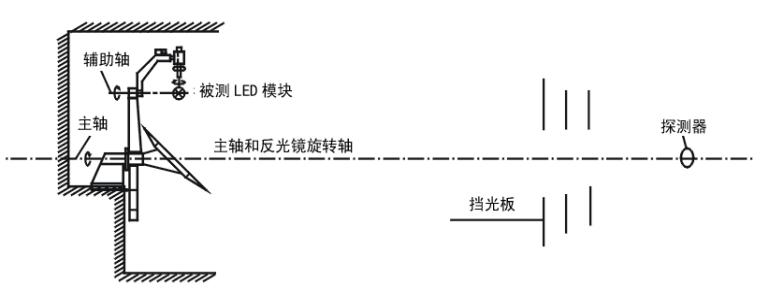 辅助轴
被测 LED 模块
主轴
主轴和反光镜旋转轴
探测器
挡光板